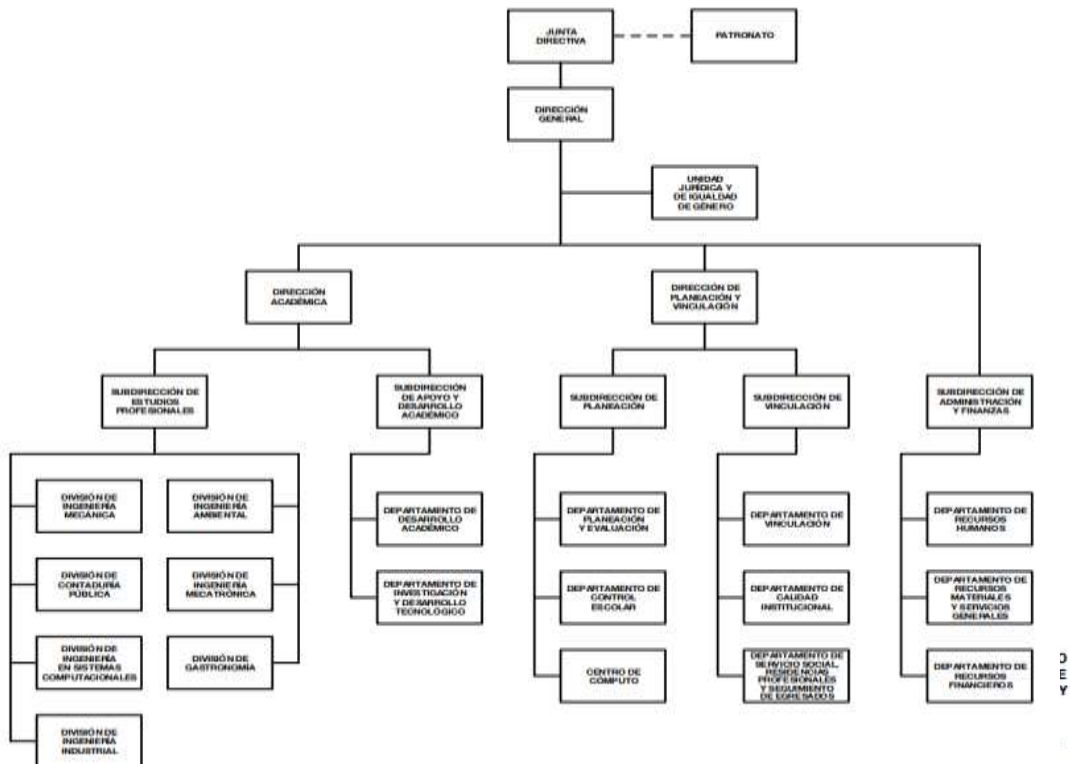 JUNTA
DIRECTIVA
PATRONATO
DIRECCIÓN
GENERAL
UNIDAD
JURÍDICA Y
DE IGUALDAD
DE GÉNERO
DIRECCIÓN
ACADÉMICA
DIRECCIÓN DE
PLANEACIÓN Y
VINCULACIÓN
SUBDIRECCIÓN DE
ESTUDIOS
PROFESIONALES
SUBDIRECCIÓN
DE APOYO Y
DESARROLLO
ACADÉMICO
SUBDIRECCIÓN
DE PLANEACIÓN
SUBDIRECCIÓN
DE VINCULACIÓN
SUBDIRECCIÓN DE
ADMINISTRACIÓN
Y FINANZAS
DIVISIÓN DE
INGENIERÍA
MECÁNICA
DIVISIÓN DE
INGENIERÍA
AMBIENTAL
DEPARTAMENTO DE
DESARROLLO
ACADÉMICO
DEPARTAMENTO DE
PLANEACIÓN
Y EVALUACIÓN
DEPARTAMENTO DE
VINCULACIÓN
DEPARTAMENTO DE
RECURSOS
HUMANOS
DIVISIÓN DE
CONTADURÍA
PÚBLICA
DIVISIÓN DE
INGENIERÍA
MECATRÓNICA
DEPARTAMENTO DE
INVESTIGACIÓN
Y DESARROLLO
TECNOLÓGICO
DEPARTAMENTO DE
CONTROL
ESCOLAR
DEPARTAMENTO DE
CALIDAD
INSTITUCIONAL
DEPARTAMENTO DE
RECURSOS
MATERIALES
Y SERVICIOS
GENERALES
DIVISIÓN DE
INGENIERÍA
EN SISTEMAS
COMPUTACIONALES
DIVISIÓN DE
GASTRONOMÍA
CENTRO DE
CÓMPUTO
DEPARTAMENTO DE
SERVICIO SOCIAL,
RESIDENCIAS
PROFESIONALES
Y SEGUIMIENTO
DE EGRESADOS
DEPARTAMENTO DE
RECURSOS
FINANCIEROS
E
Y
DIVISIÓN DE
INGENIERÍA
INDUSTRIAL